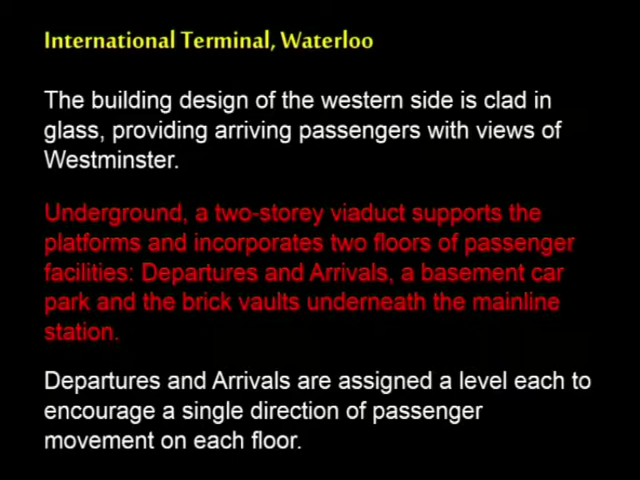 International Terminal, Waterloo
The building design of the western side is clad in
glass, providing arriving passengers with views of
Westminster.
Underground, a two-storey viaduct supports the
platforms and incorporates two floors of passenger
facilities: Departures and Arrivals, a basement car
park and the brick vaults underneath the mainline
station.
Departures and Arrivals are assigned a level each to
encourage a single direction of passenger
movement on each floor.